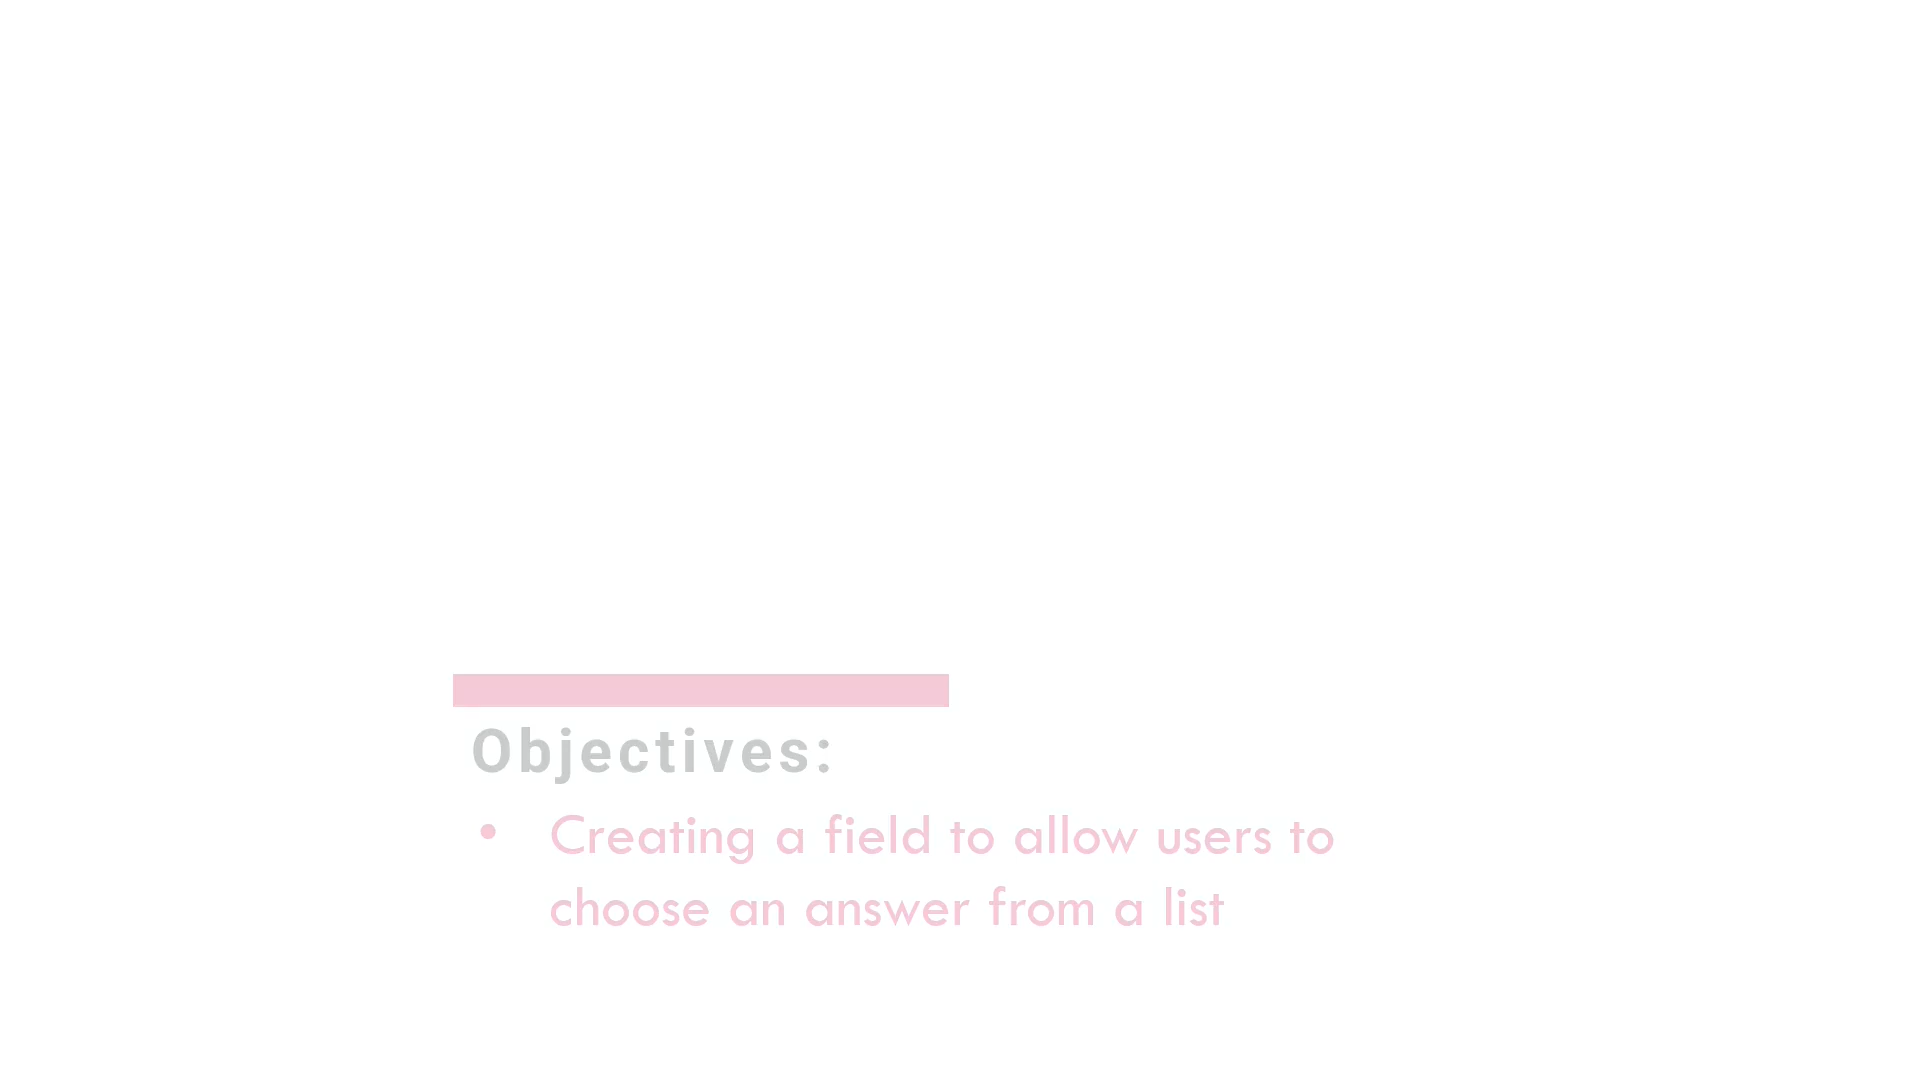 Objectives:
• Creating a field to allow users to
choose an answer from a list